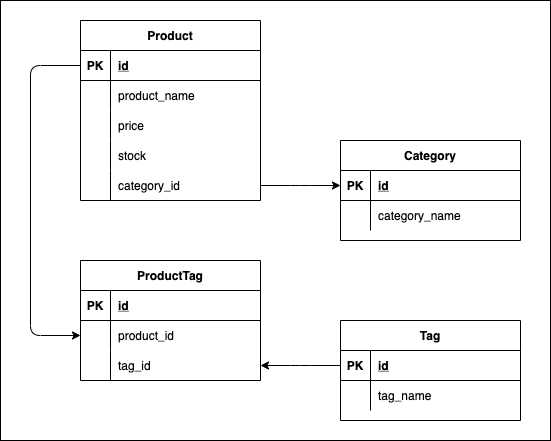 Product
PK id
product_name
price
stock
category_id
Category
PK id
category_name
ProductTag
PK id
product_id
tag_id
Tag
PK id
tag_name